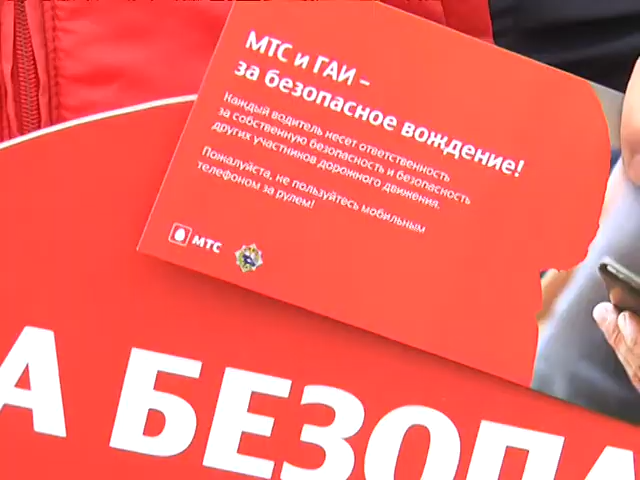 МТС и ГАИ –
за безопасное вождение!
Каждый водитель несет ответственность
за собственную безопасность и безопасность
других участников дорожного движения.
Пожалуйста, не пользуйтесь мобильным
телефоном за рулем!
МТС
А БЕЗОПА